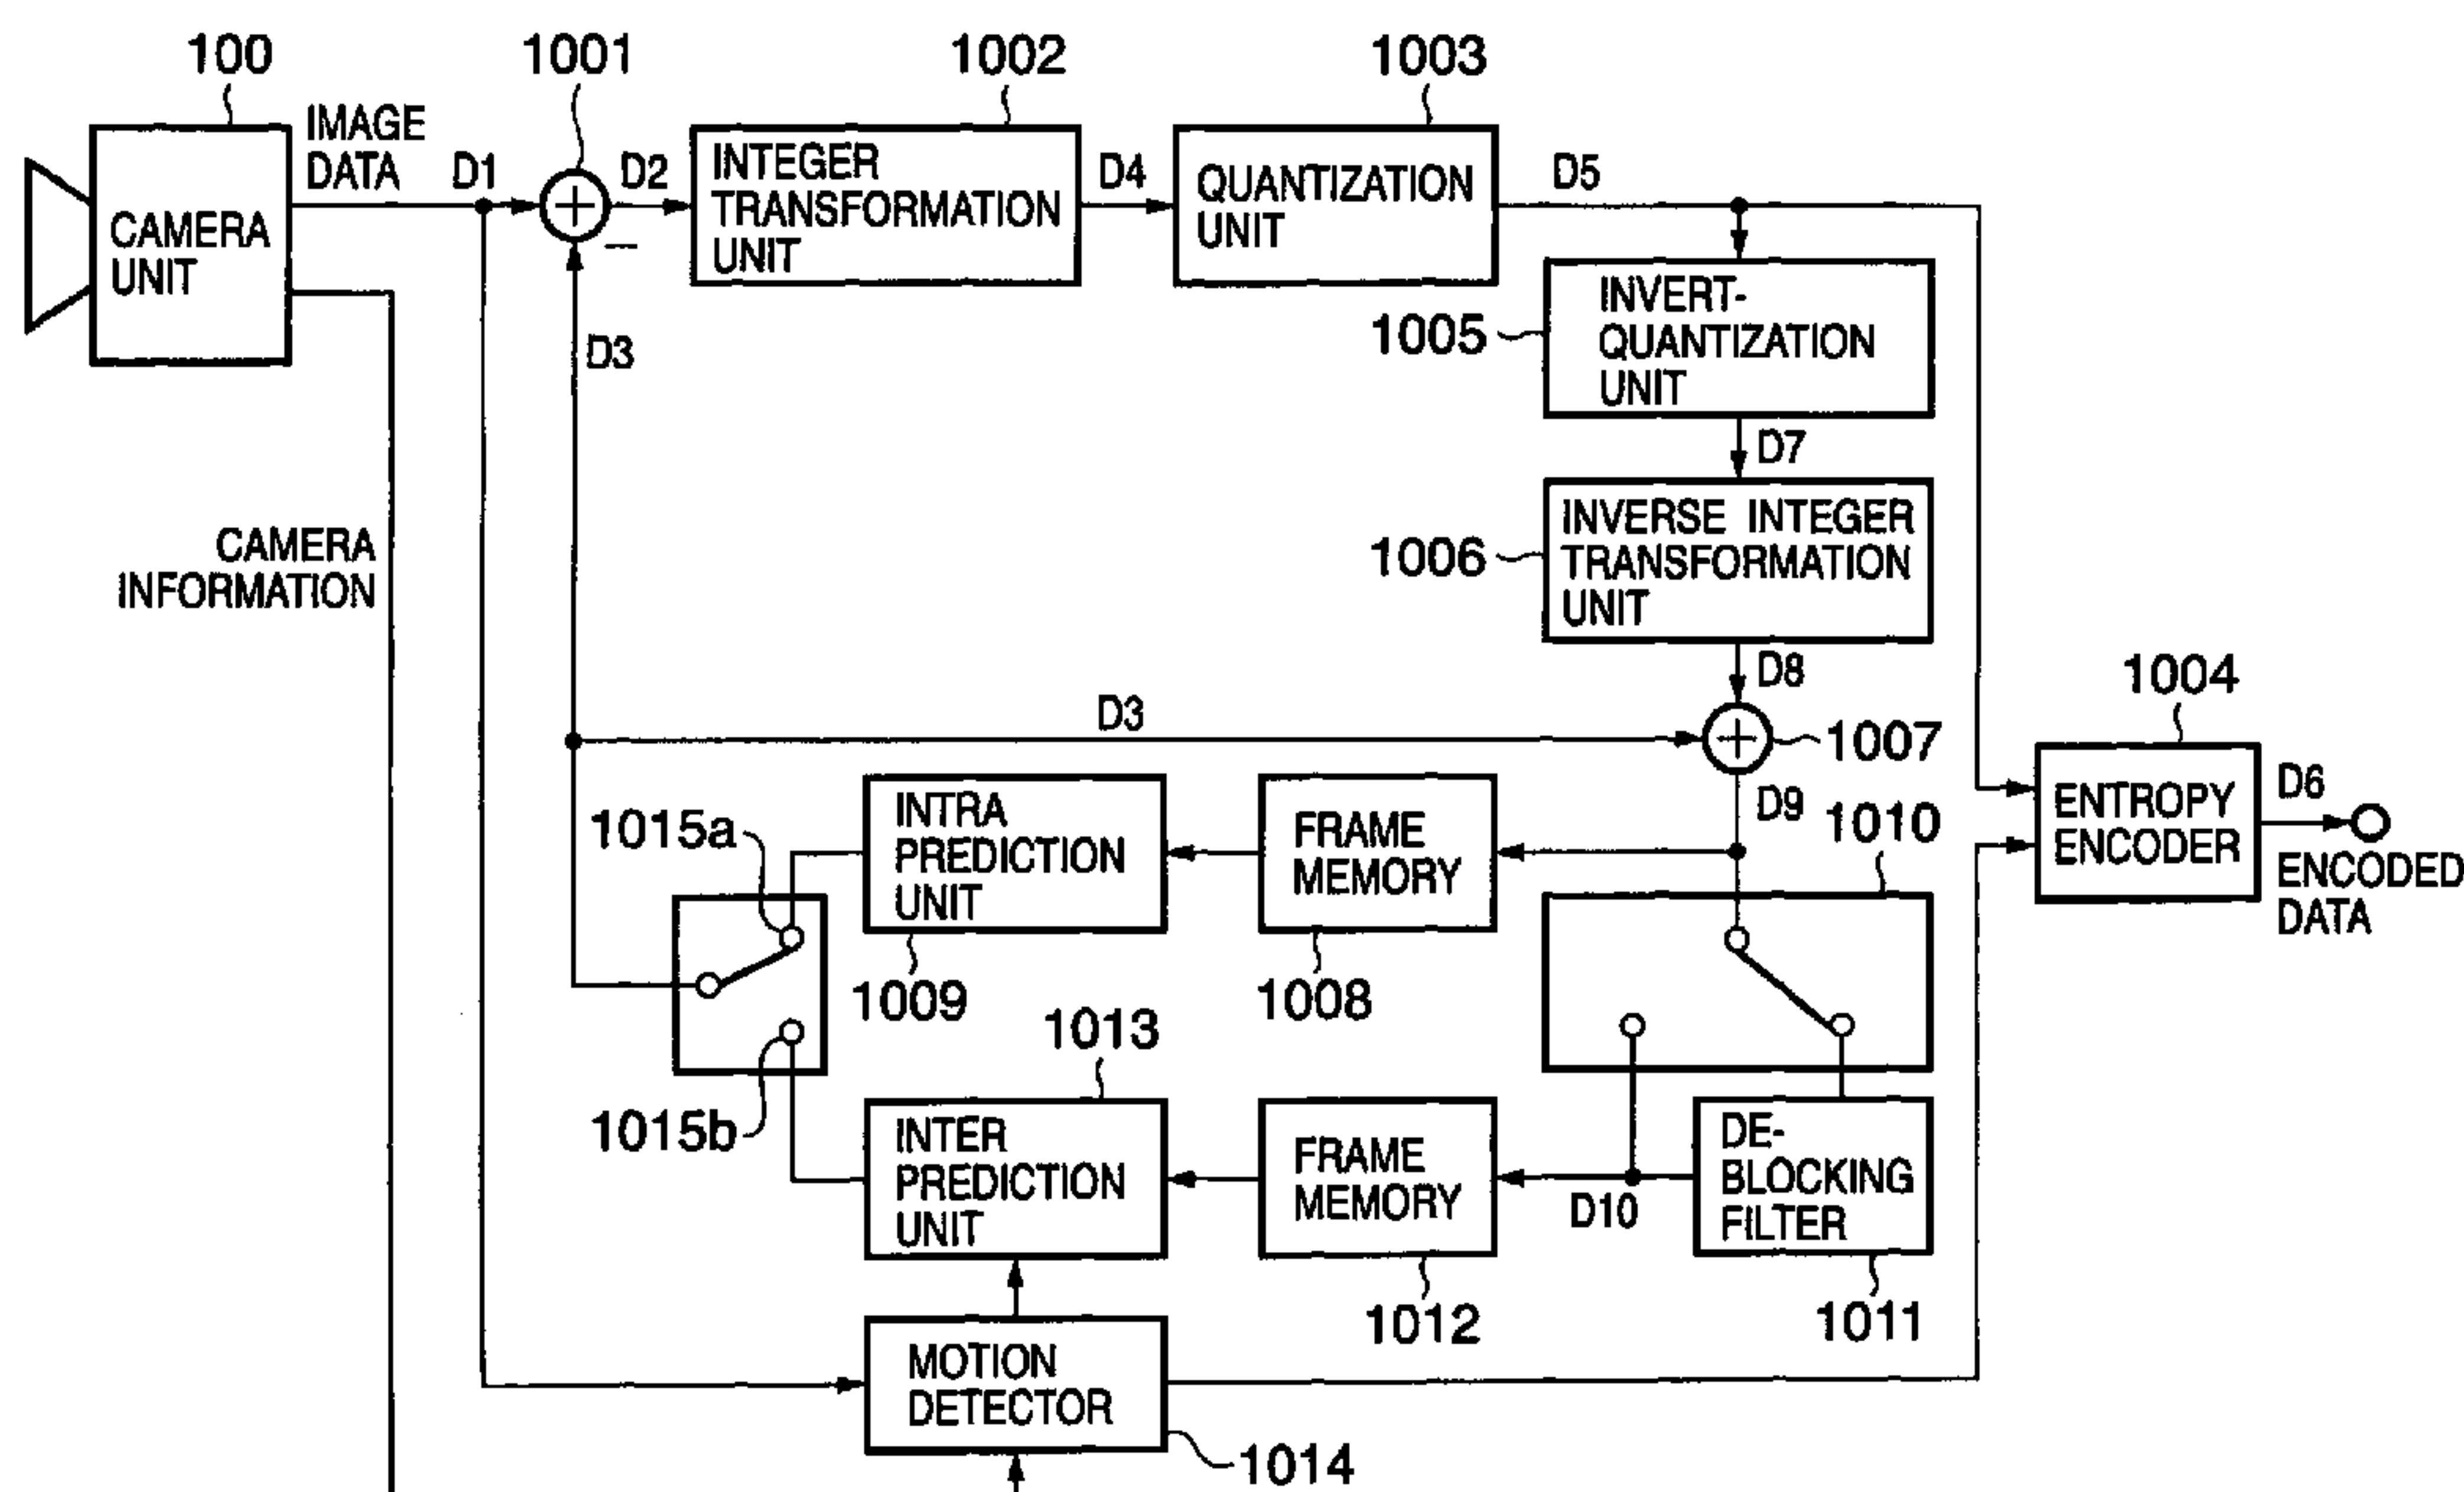 100
1001
1002
1003
IMAGE
DATA
D1
D2
INTEGER
TRANSFORMATION
UNIT
D4
QUANTIZATION
UNIT
D5
CAMERA
UNIT
+
−
D3
1005
INVERT-
QUANTIZATION
UNIT
D7
CAMERA
INFORMATION
1006
INVERSE INTEGER
TRANSFORMATION
UNIT
D8
D3
+
1007
1004
ENTROPY
ENCODER
D6
ENCODED
DATA
D9
1010
1015a
INTRA
PREDICTION
UNIT
FRAME
MEMORY
1009
1008
1013
1015b
INTER
PREDICTION
UNIT
FRAME
MEMORY
D10
DE-
BLOCKING
FILTER
1012
1011
MOTION
DETECTOR
1014